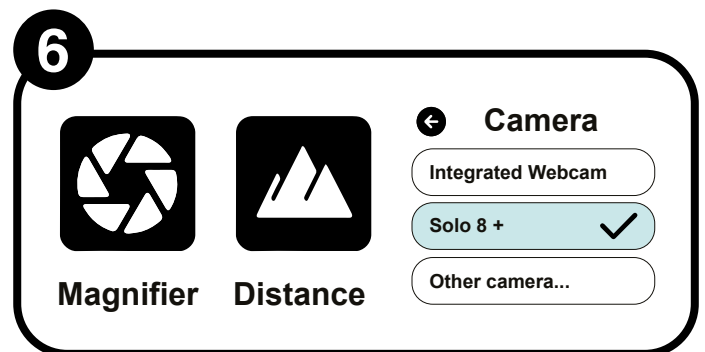 6
Magnifier
Distance
Camera
Integrated Webcam
Solo 8 +
Other camera...